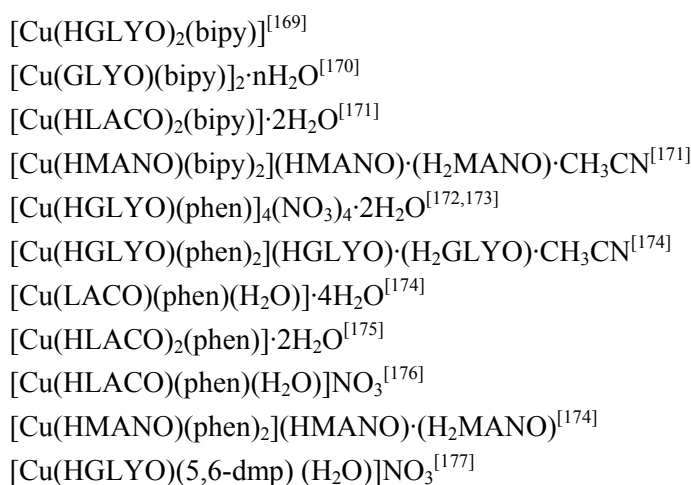 [Cu(HGLYO)₂(bipy)]⁽[169]⁾
[Cu(GLYO)(bipy)]₂·nH₂O[170]
[Cu(HLACO)₂(bipy)]·2H₂O[171]
[Cu(HMANO)(bipy)₂](HMANO)·(H₂MANO)·CH₃CN[171]
[Cu(HGLYO)(phen)]₄(NO₃)₄·2H₂O[172,173]
[Cu(HGLYO)(phen)₂](HGLYO)·(H₂GLYO)·CH₃CN[174]
[Cu(LACO)(phen)(H₂O)]·4H₂O[174]
[Cu(HLACO)₂(phen)]·2H₂O[175]
[Cu(HLACO)(phen)(H₂O)]NO₃[176]
[Cu(HMANO)(phen)₂](HMANO)·(H₂MANO)[174]
[Cu(HGLYO)(5,6-dmp) (H₂O)]NO₃[177]